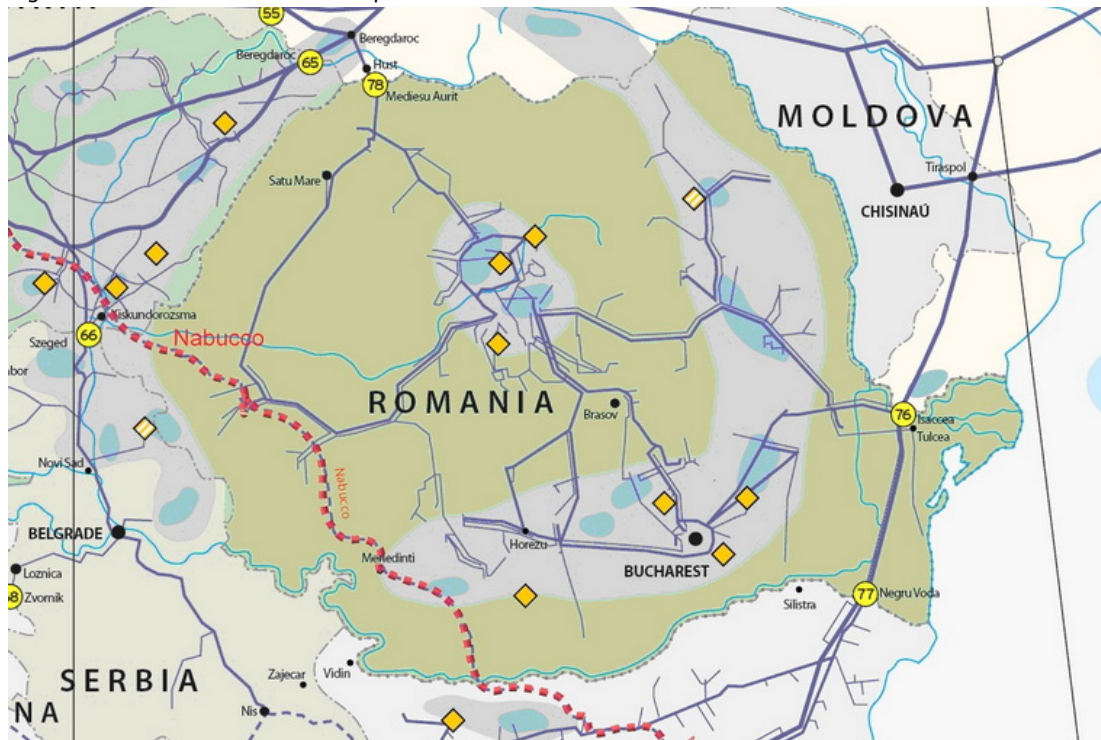 55
Beregdaroc
Beregdaroc
65
Hust
78
Mediesu Aurit
MOLDOVA
Tiraspol
Satu Mare
CHISINAÚ
Kiskundorozsma
66
Szeged
Nabucco
ROMANIA
Brasov
76
Isaccea
Tulcea
Nabucco
Novi Sad
BELGRADE
Horezu
Menedinti
BUCHAREST
Loznica
Zvornik
Silistra
77
Negru Voda
Zajecar
Vidin
SERBIA
Nis
NA